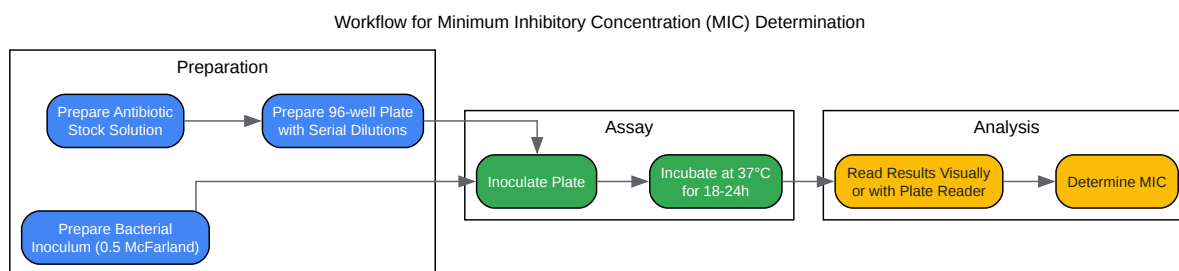 Workflow for Minimum Inhibitory Concentration (MIC) Determination
Preparation
Prepare Antibiotic
Stock Solution
Prepare 96-well Plate
with Serial Dilutions
Prepare Bacterial
Inoculum (0.5 McFarland)
Assay
Inoculate Plate
Incubate at 37°C
for 18-24h
Analysis
Read Results Visually
or with Plate Reader
Determine MIC